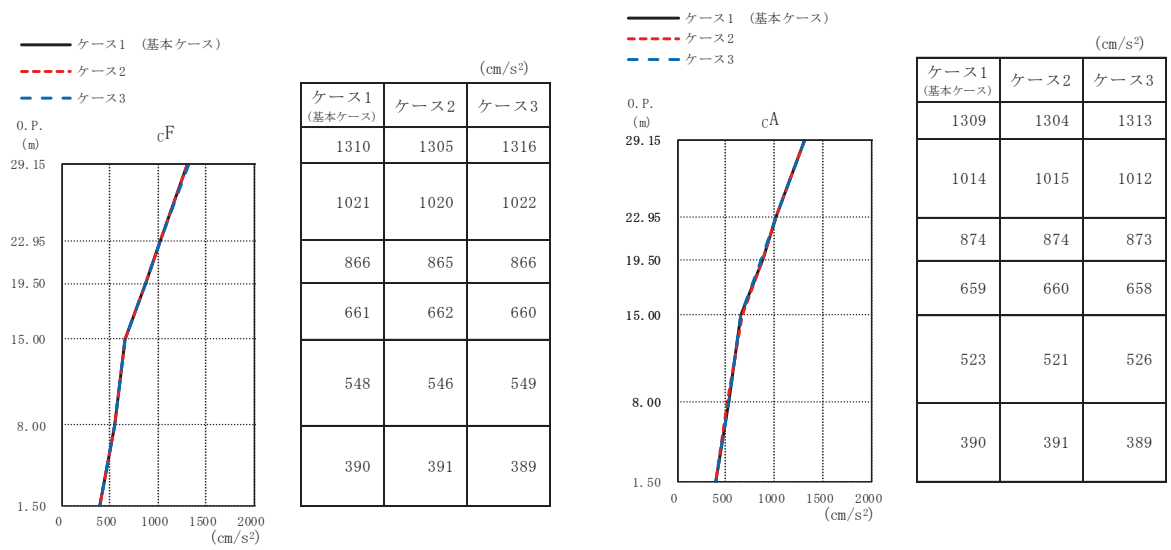 ケース1 (基本ケース)
ケース2
ケース3
O.P.
(m)
cF
29.15
22.95
19.50
15.00
8.00
1.50
0 500 1000 1500 2000
(cm/s²)
(cm/s²)
ケース1
(基本ケース)
ケース2 ケース3
1310 1305 1316
1021 1020 1022
866 865 866
661 662 660
548 546 549
390 391 389
ケース1 (基本ケース)
ケース2
ケース3
O.P.
(m)
cA
29.15
22.95
19.50
15.00
8.00
1.50
0 500 1000 1500 2000
(cm/s²)
(cm/s²)
ケース1
(基本ケース)
ケース2 ケース3
1309 1304 1313
1014 1015 1012
874 874 873
659 660 658
523 521 526
390 391 389